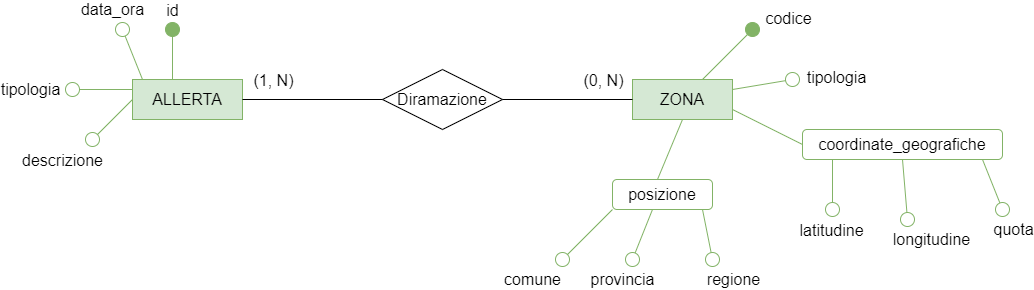 data_ora
id
codice
tipologia
ALLERTA
(1, N)
Diramazione
(0, N)
ZONA
tipologia
descrizione
coordinate_geografiche
posizione
latitudine
longitudine
quota
comune
provincia
regione